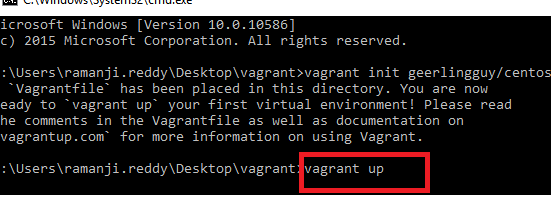 C:\Windows\System32\cmd.exe
icrosoft Windows [Version 10.0.10586]
c) 2015 Microsoft Corporation. All rights reserved.
:\Users\ramanji.reddy\Desktop\vagrant>vagrant init geerlingguy/centos
`Vagrantfile` has been placed in this directory. You are now
eady to `vagrant up` your first virtual environment! Please read
he comments in the Vagrantfile as well as documentation on
vagrantup.com` for more information on using Vagrant.
:\Users\ramanji.reddy\Desktop\vagrant>vagrant up